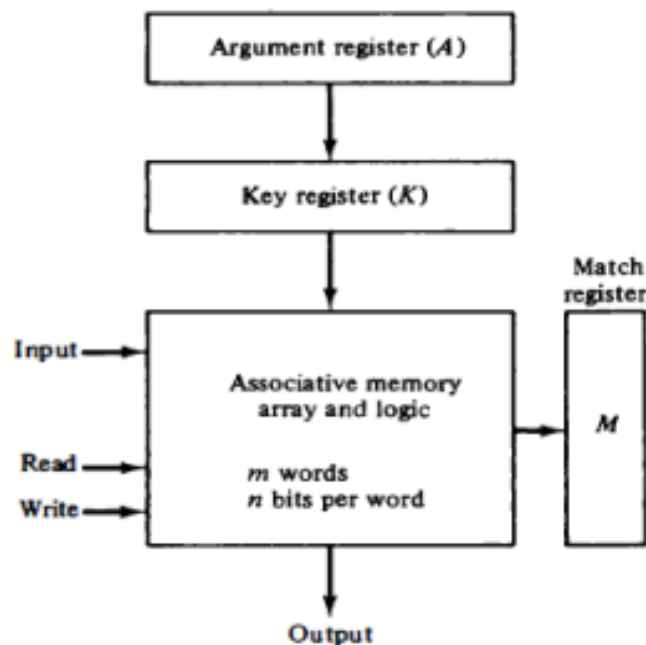 Argument register (A)
Key register (K)
Match
register
Input
Associative memory
array and logic
M
Read
m words
Write
n bits per word
Output